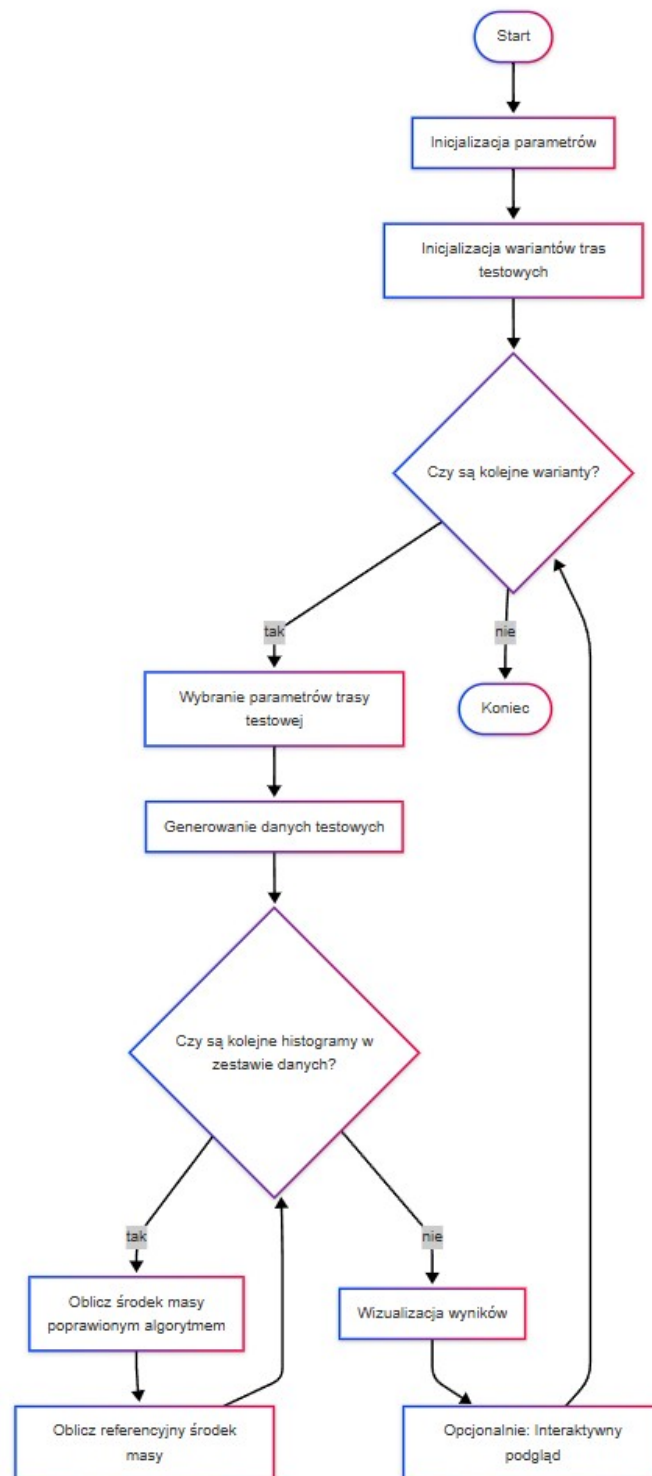 Start
Inicjalizacja parametrów
Inicjalizacja wariantów tras
testowych
Czy są kolejne warianty?
tak
nie
Wybranie parametrów trasy
testowej
Koniec
Generowanie danych testowych
Czy są kolejne histogramy w
zestawie danych?
tak
nie
Oblicz środek masy
poprawionym algorytmem
Wizualizacja wyników
Oblicz referencyjny środek
masy
Opcjonalnie: Interaktywny
podgląd